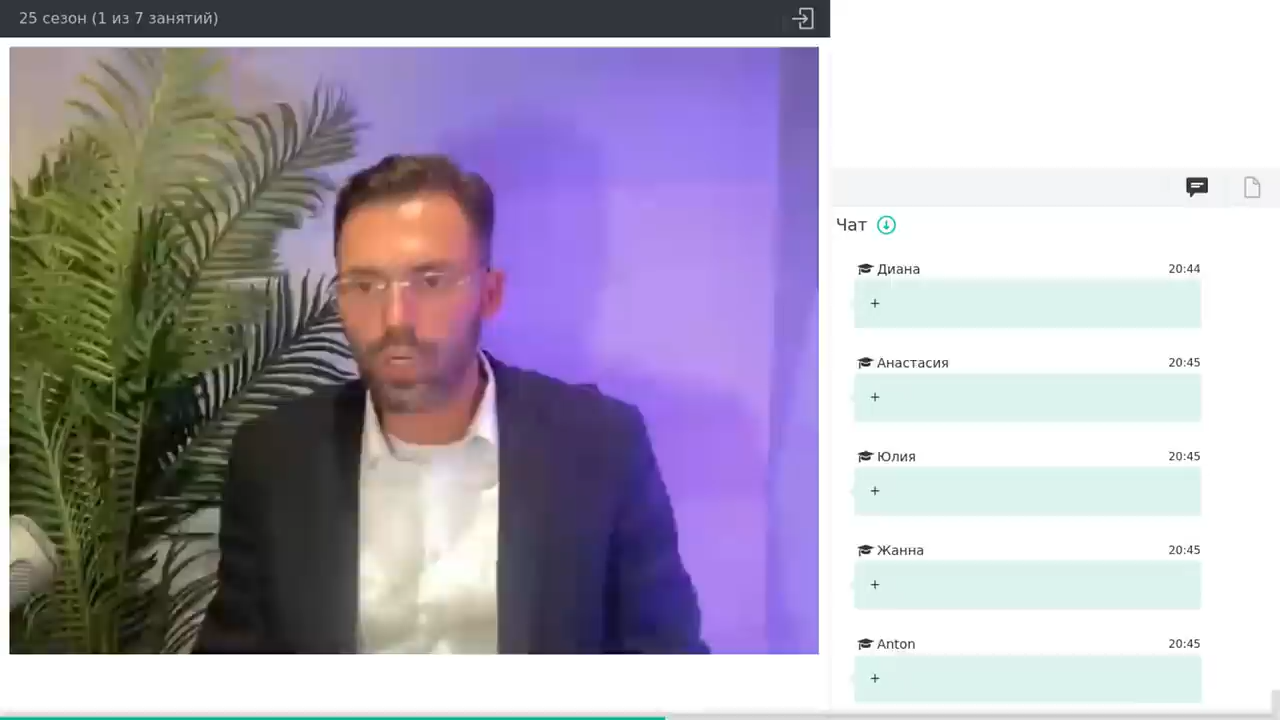 25 сезон (1 из 7 занятий)
Чат
Диана 20:44
+
Анастасия 20:45
+
Юлия 20:45
+
Жанна 20:45
+
Anton 20:45
+